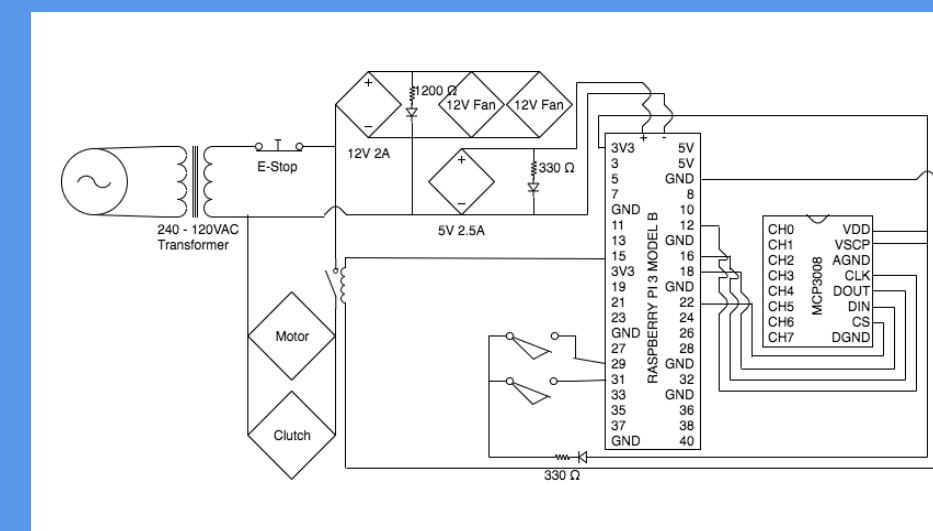 1200 Ω
12V Fan
12V Fan
+
−
12V 2A
E-Stop
+
−
330 Ω
5V 2.5A
240 - 120VAC
Transformer
+ -
3V3 5V
3 5V
5 GND
7 8
GND 10
11 12
13 GND
15 16
3V3 18
19 GND
21 22
23 24
GND 26
27 28
29 GND
31 32
33 GND
35 36
37 38
GND 40
RASPBERRY PI 3 MODEL B
CH0 VDD
CH1 VSCP
CH2 AGND
CH3 CLK
CH4 DOUT
CH5 DIN
CH6 CS
CH7 DGND
MCP3008
Motor
Clutch
330 Ω